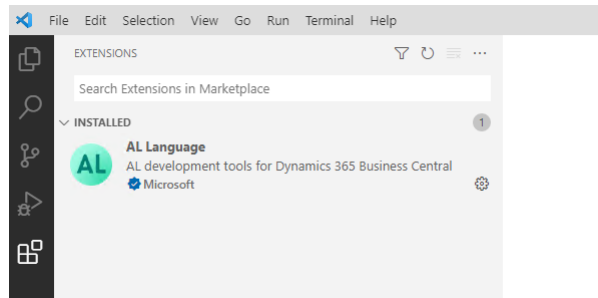 File Edit Selection View Go Run Terminal Help
EXTENSIONS
Search Extensions in Marketplace
INSTALLED 1
AL Language
AL AL development tools for Dynamics 365 Business Central
Microsoft